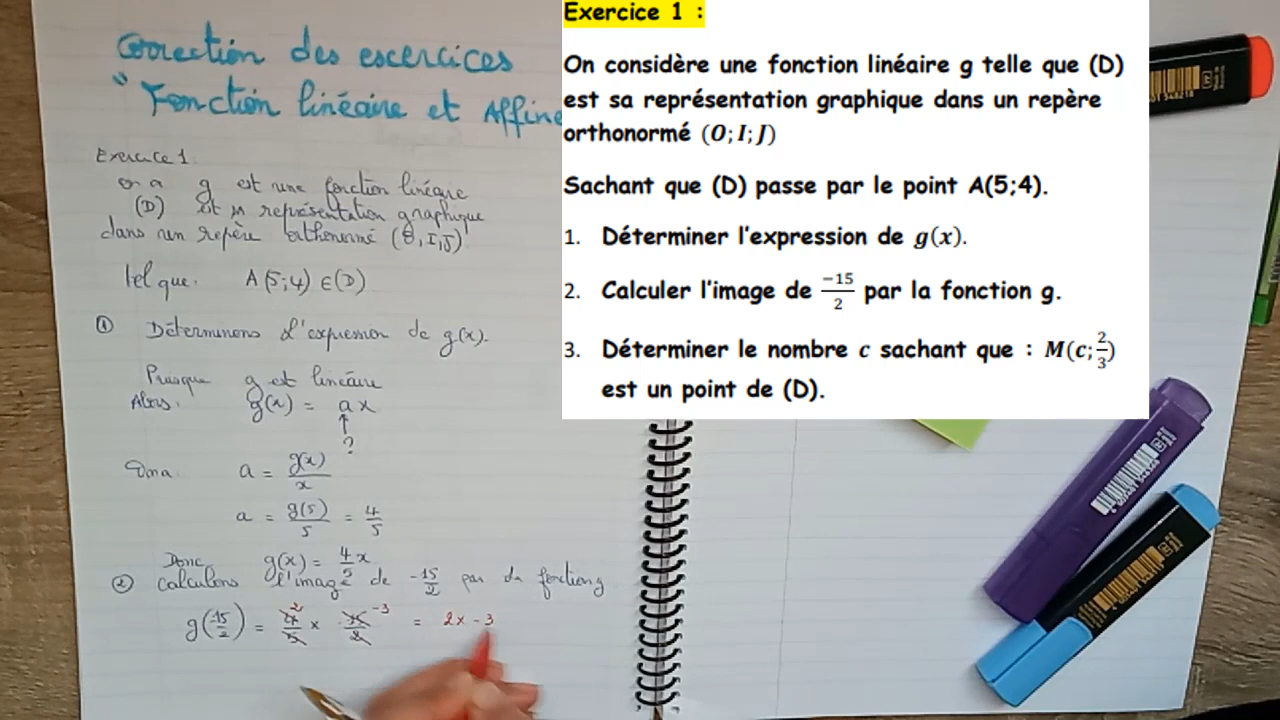 Correction des escercices
"Fonction linéaire et Affine
Exercice 1
on a g est une fonction linéaire
(D) est sa représentation graphique
dans un repère orthonormé (O, I, J)
tel que. A(5;4) ∈ (D)
① Déterminons l'expression de g(x).
Puisque g est linéaire
Alors. g(x) = ax
?
Donc a = g(x)/x
a = g(5)/5 = 4/5
Donc g(x) = 4/5 x
② calculons l'image de -15/2 par la fonction g
g(-15/2) = 4/5 x -15/2 = 2x -3
2 -3
Exercice 1 :
On considère une fonction linéaire g telle que (D)
est sa représentation graphique dans un repère
orthonormé (O; I; J)
Sachant que (D) passe par le point A(5;4).
1. Déterminer l'expression de g(x).
2. Calculer l'image de −15/2 par la fonction g.
3. Déterminer le nombre c sachant que : M(c; 2/3)
est un point de (D).